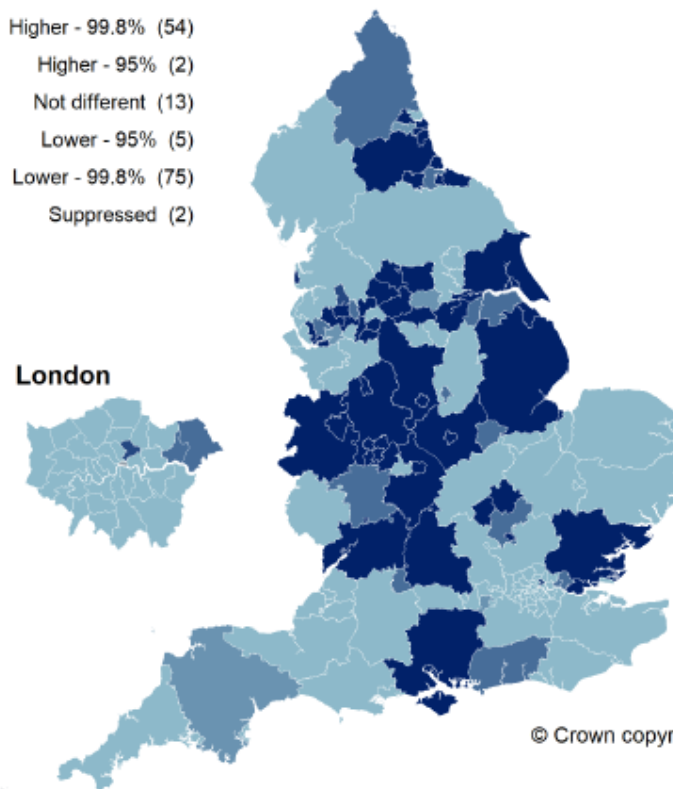 Higher - 99.8% (54)
Higher - 95% (2)
Not different (13)
Lower - 95% (5)
Lower - 99.8% (75)
Suppressed (2)
London
© Crown copyr